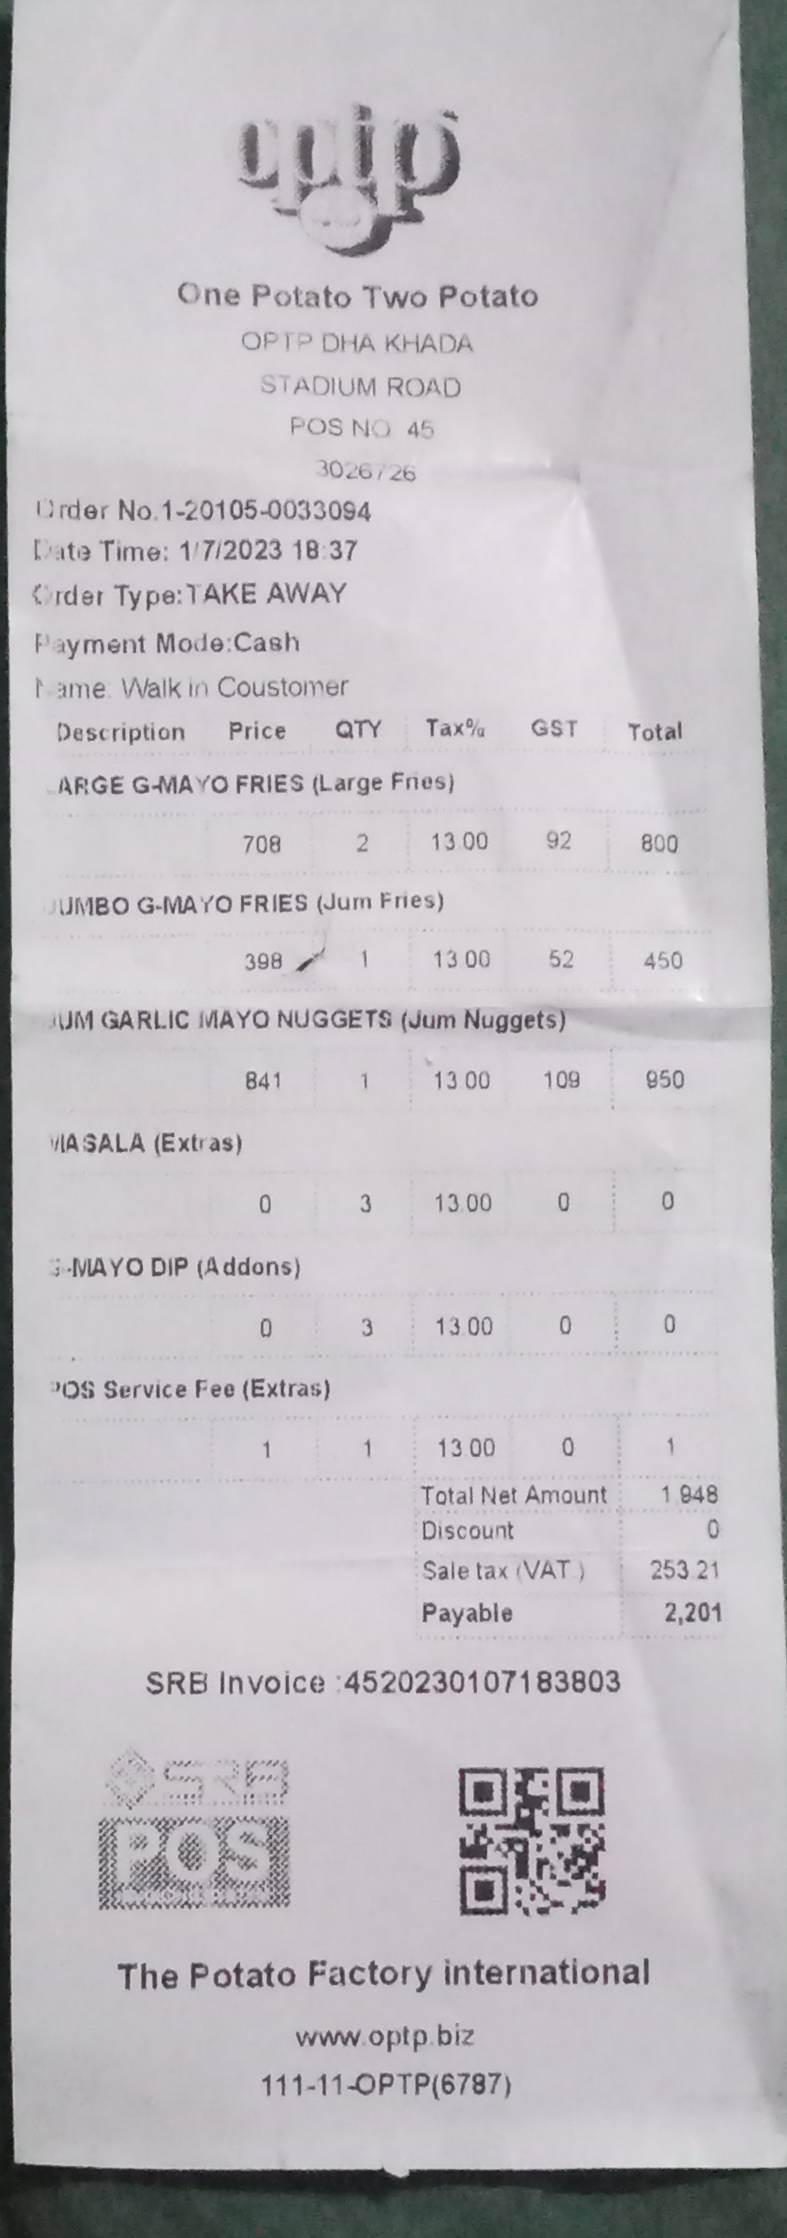 optp
One Potato Two Potato
OPTP DHA KHADA
STADIUM ROAD
POS NO 45
3026726
Order No.1-20105-0033094
Date Time: 1/7/2023 18:37
Order Type:TAKE AWAY
Payment Mode:Cash
Name: Walk in Coustomer
Description Price QTY Tax% GST Total
LARGE G-MAYO FRIES (Large Fries)
708 2 13.00 92 800
JUMBO G-MAYO FRIES (Jum Fries)
398 1 13.00 52 450
JUM GARLIC MAYO NUGGETS (Jum Nuggets)
841 1 13.00 109 950
MASALA (Extras)
0 3 13.00 0 0
G-MAYO DIP (Addons)
0 3 13.00 0 0
POS Service Fee (Extras)
1 1 13.00 0 1
Total Net Amount 1,948
Discount 0
Sale tax (VAT ) 253.21
Payable 2,201
SRB Invoice :4520230107183803
SRB
POS
The Potato Factory international
www.optp.biz
111-11-OPTP(6787)